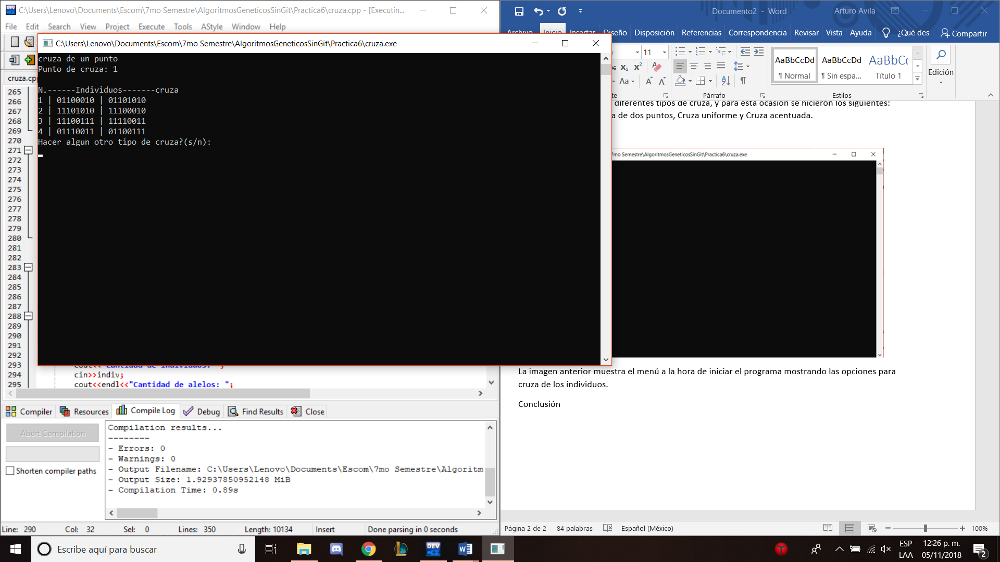 C:\Users\Lenovo\Documents\Escom\7mo Semestre\AlgoritmosGeneticosSinGit\Practica6\cruza.cpp - [Executin...
File Edit Search View Project Execute Tools AStyle Window Help
C:\Users\Lenovo\Documents\Escom\7mo Semestre\AlgoritmosGeneticosSinGit\Practica6\cruza.exe
cruza de un punto
Punto de cruza: 1
N.------Individuos-------cruza
1 | 01100010 | 01101010
2 | 11101010 | 11100010
3 | 11100111 | 11110011
4 | 01110011 | 01100111
Hacer algun otro tipo de cruza?(s/n):
cruza.cp
265
266
267
268
269
270
271
272
273
274
275
276
277
278
279
280
281
282
283
284
285
286
287
288
289
290
291
292
293 cout<<"Cantidad de individuos: ";
294 cin>>indiv;
295 cout<<endl<<"Cantidad de alelos: ";
Compiler Resources Compile Log Debug Find Results Close
Abort Compilation
Shorten compiler paths
Compilation results...
--------
- Errors: 0
- Warnings: 0
- Output Filename: C:\Users\Lenovo\Documents\Escom\7mo Semestre\Algoritm
- Output Size: 1.92937850952148 MiB
- Compilation Time: 0.89s
Line: 290 Col: 32 Sel: 0 Lines: 350 Length: 10134 Insert Done parsing in 0 seconds
Documento2 - Word Arturo Avila
Archivo Inicio Insertar Diseño Disposición Referencias Correspondencia Revisar Vista Ayuda ¿Qué des Compartir
11
AaBbCcDd AaBbCcDd AaBbCc
¶ Normal ¶ Sin espa... Título 1
Edición
te Párrafo Estilos
diferentes tipos de cruza, y para esta ocasión se hicieron los siguientes:
a de dos puntos, Cruza uniforme y Cruza acentuada.
7mo Semestre\AlgoritmosGeneticosSinGit\Practica6\cruza.exe
La imagen anterior muestra el menú a la hora de iniciar el programa mostrando las opciones para
cruza de los individuos.
Conclusión
Página 2 de 2 84 palabras Español (México) 100%
Escribe aquí para buscar
ESP
LAA
12:26 p. m.
05/11/2018
2